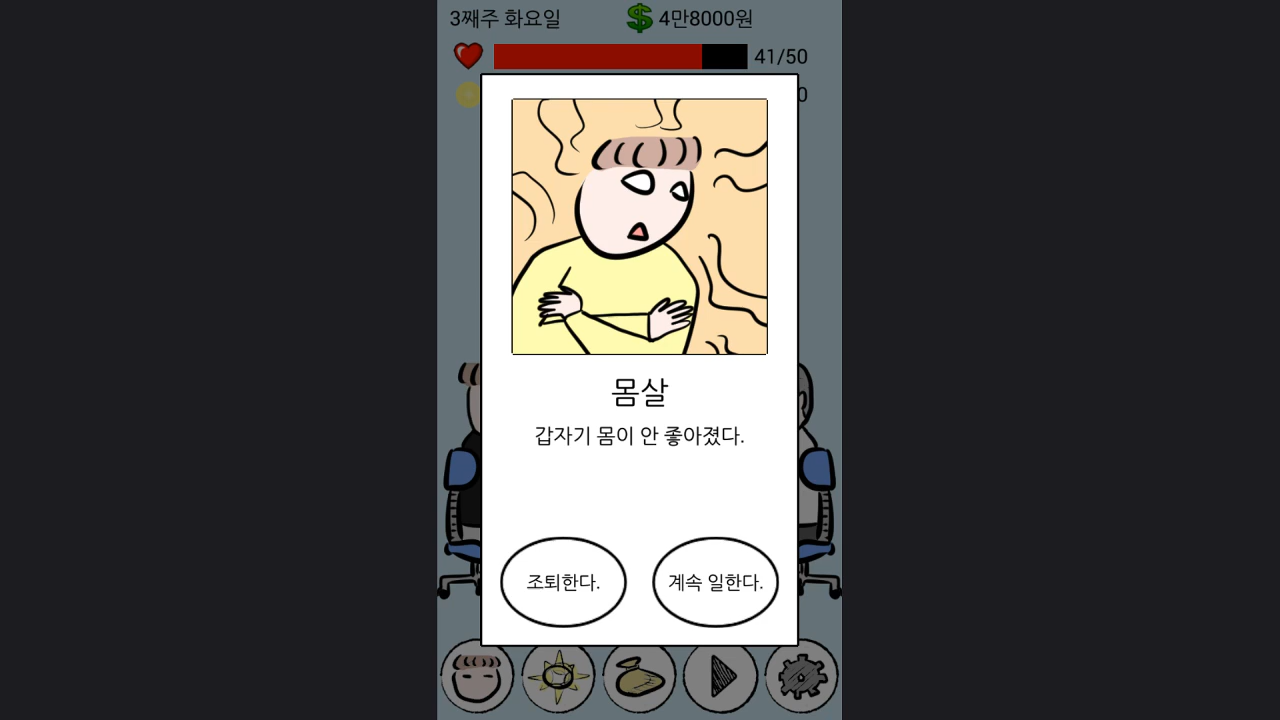 3째주 화요일
4만8000원
41/50
0
몸살
갑자기 몸이 안 좋아졌다.
조퇴한다.
계속 일한다.